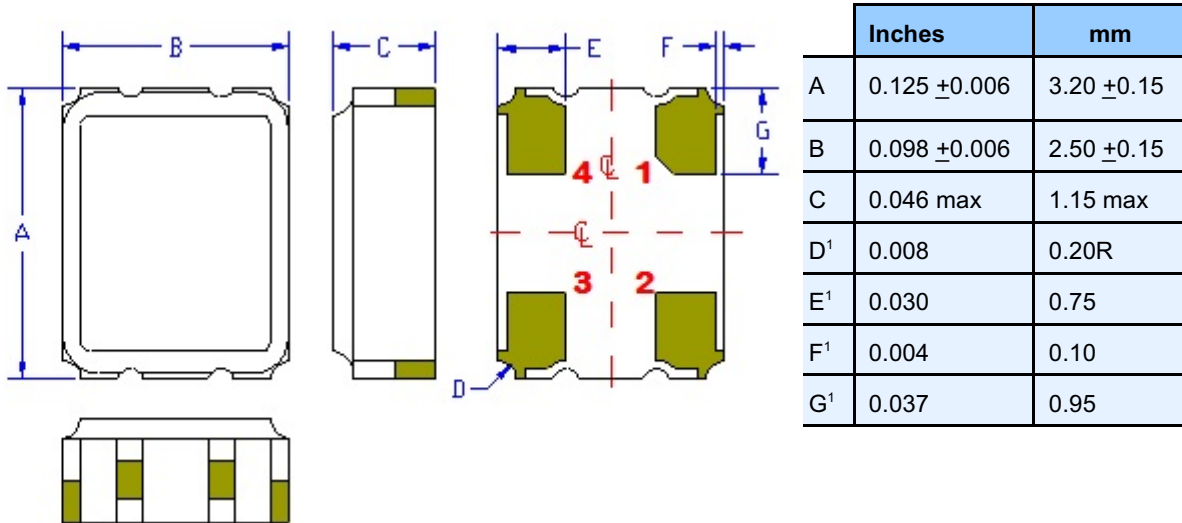 B
C
E
F
A
G
4
1
℄
℄
3
2
D
Inches mm
A 0.125 ±0.006 3.20 ±0.15
B 0.098 ±0.006 2.50 ±0.15
C 0.046 max 1.15 max
D¹ 0.008 0.20R
E¹ 0.030 0.75
F¹ 0.004 0.10
G¹ 0.037 0.95